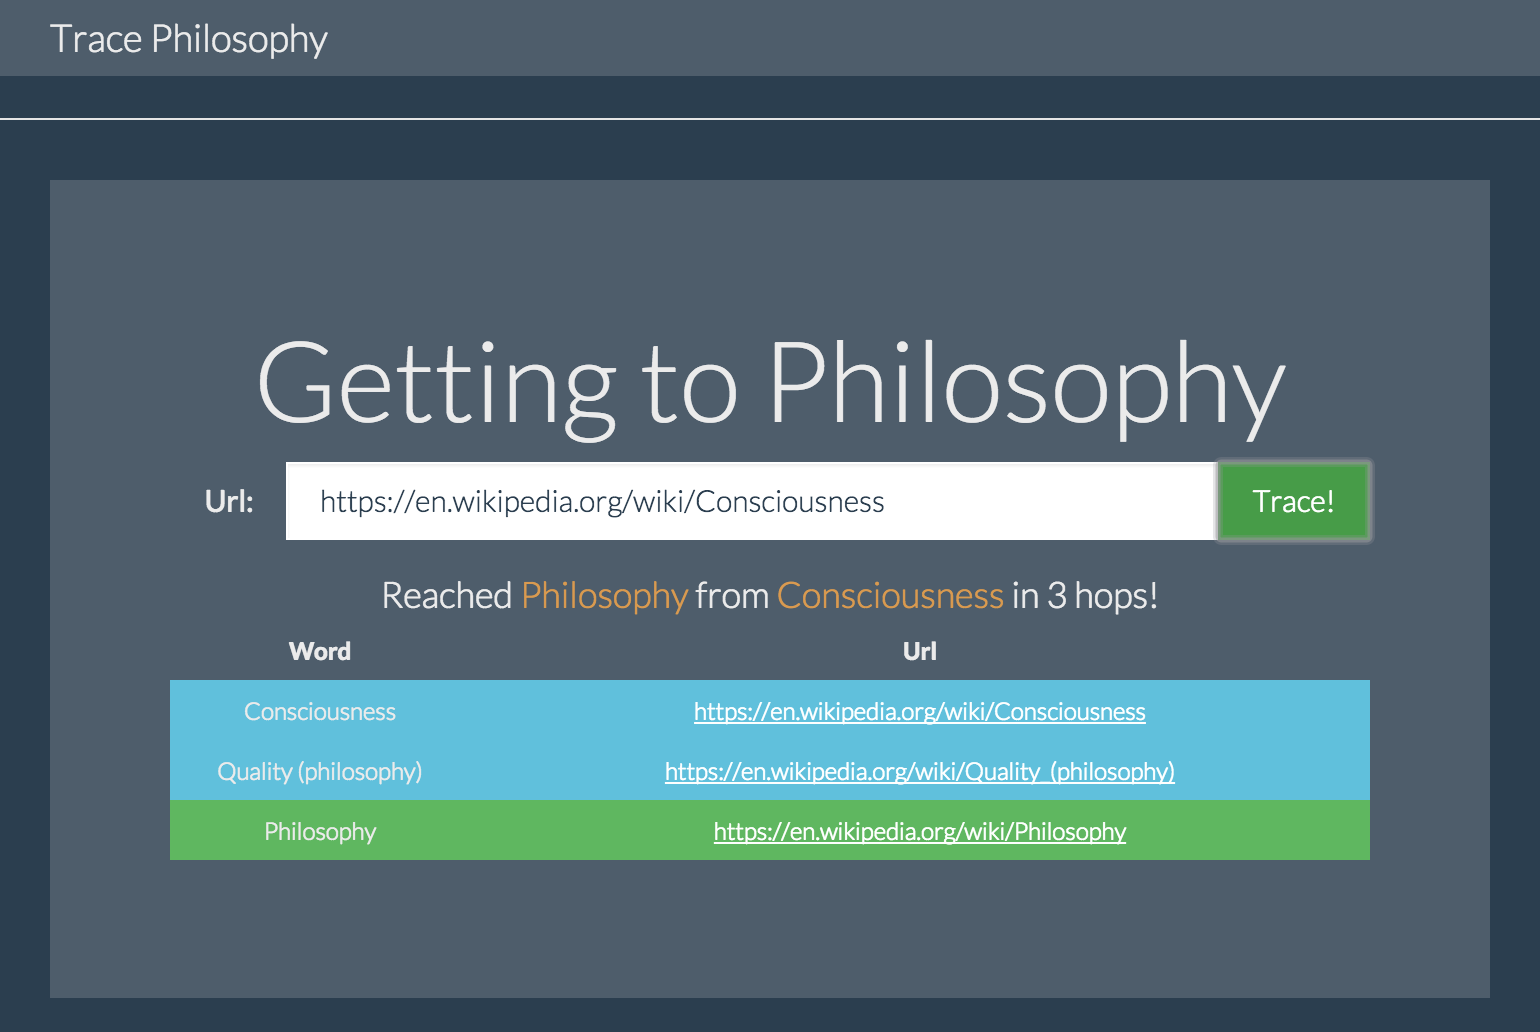 Trace Philosophy
Getting to Philosophy
Url: https://en.wikipedia.org/wiki/Consciousness Trace!
Reached Philosophy from Consciousness in 3 hops!
Word Url
Consciousness https://en.wikipedia.org/wiki/Consciousness
Quality (philosophy) https://en.wikipedia.org/wiki/Quality_(philosophy)
Philosophy https://en.wikipedia.org/wiki/Philosophy